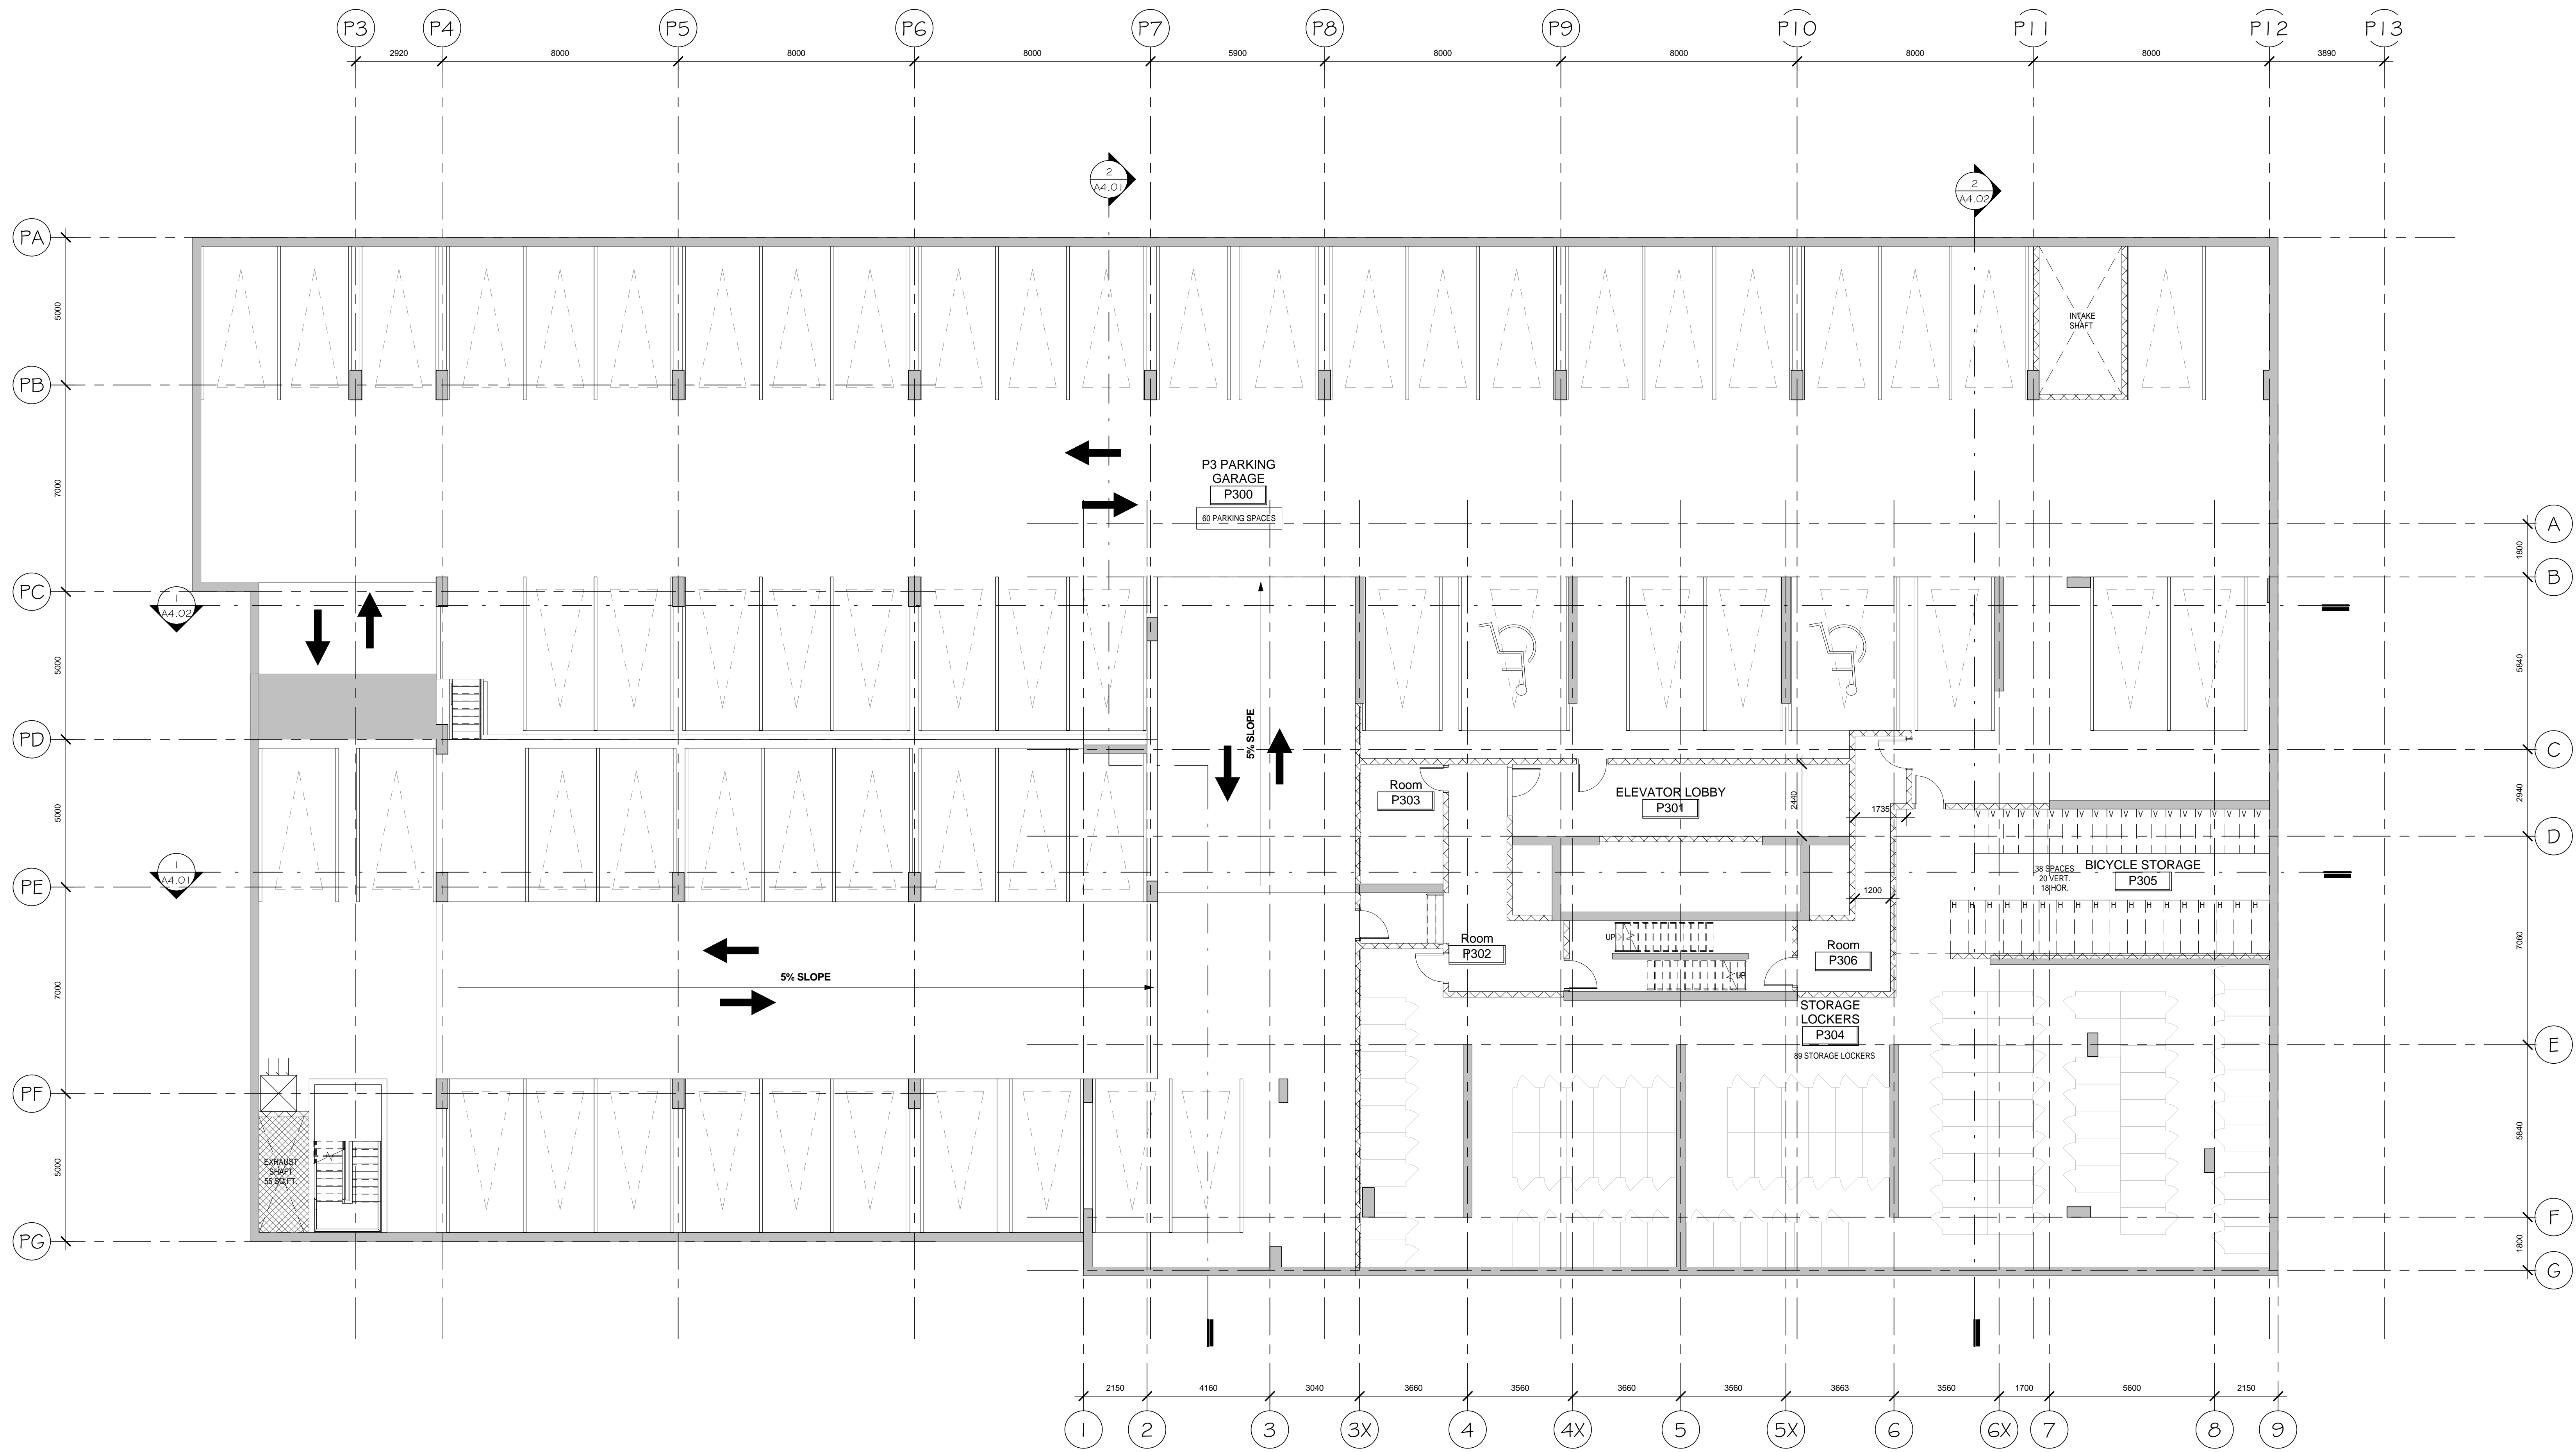 P3 P4 P5 P6 P7 P8 P9 P10 P11 P12 P13
2920 8000 8000 8000 5900 8000 8000 8000 8000 3890
2
A4.01
2
A4.02
PA
5000
PB
7000
PC
5000
PD
5000
PE
7000
PF
5000
PG
INTAKE
SHAFT
P3 PARKING
GARAGE
P300
60 PARKING SPACES
1
A4.02
1
A4.01
5% SLOPE
5% SLOPE
Room
P303
ELEVATOR LOBBY
P301
2440
1735
1200
V V V V V V V V V V V V V V V V V V V V
BICYCLE STORAGE
P305
38 SPACES
20 VERT.
18 HOR.
H H H H H H H H H H H H H H H H H H
Room
P302
UP
UP
Room
P306
STORAGE
LOCKERS
P304
89 STORAGE LOCKERS
EXHAUST
SHAFT
55 SQ.FT.
A
1800
B
5840
C
2940
D
7060
E
5840
F
1800
G
2150 4160 3040 3660 3560 3660 3560 3663 3560 1700 5600 2150
1 2 3 3X 4 4X 5 5X 6 6X 7 8 9